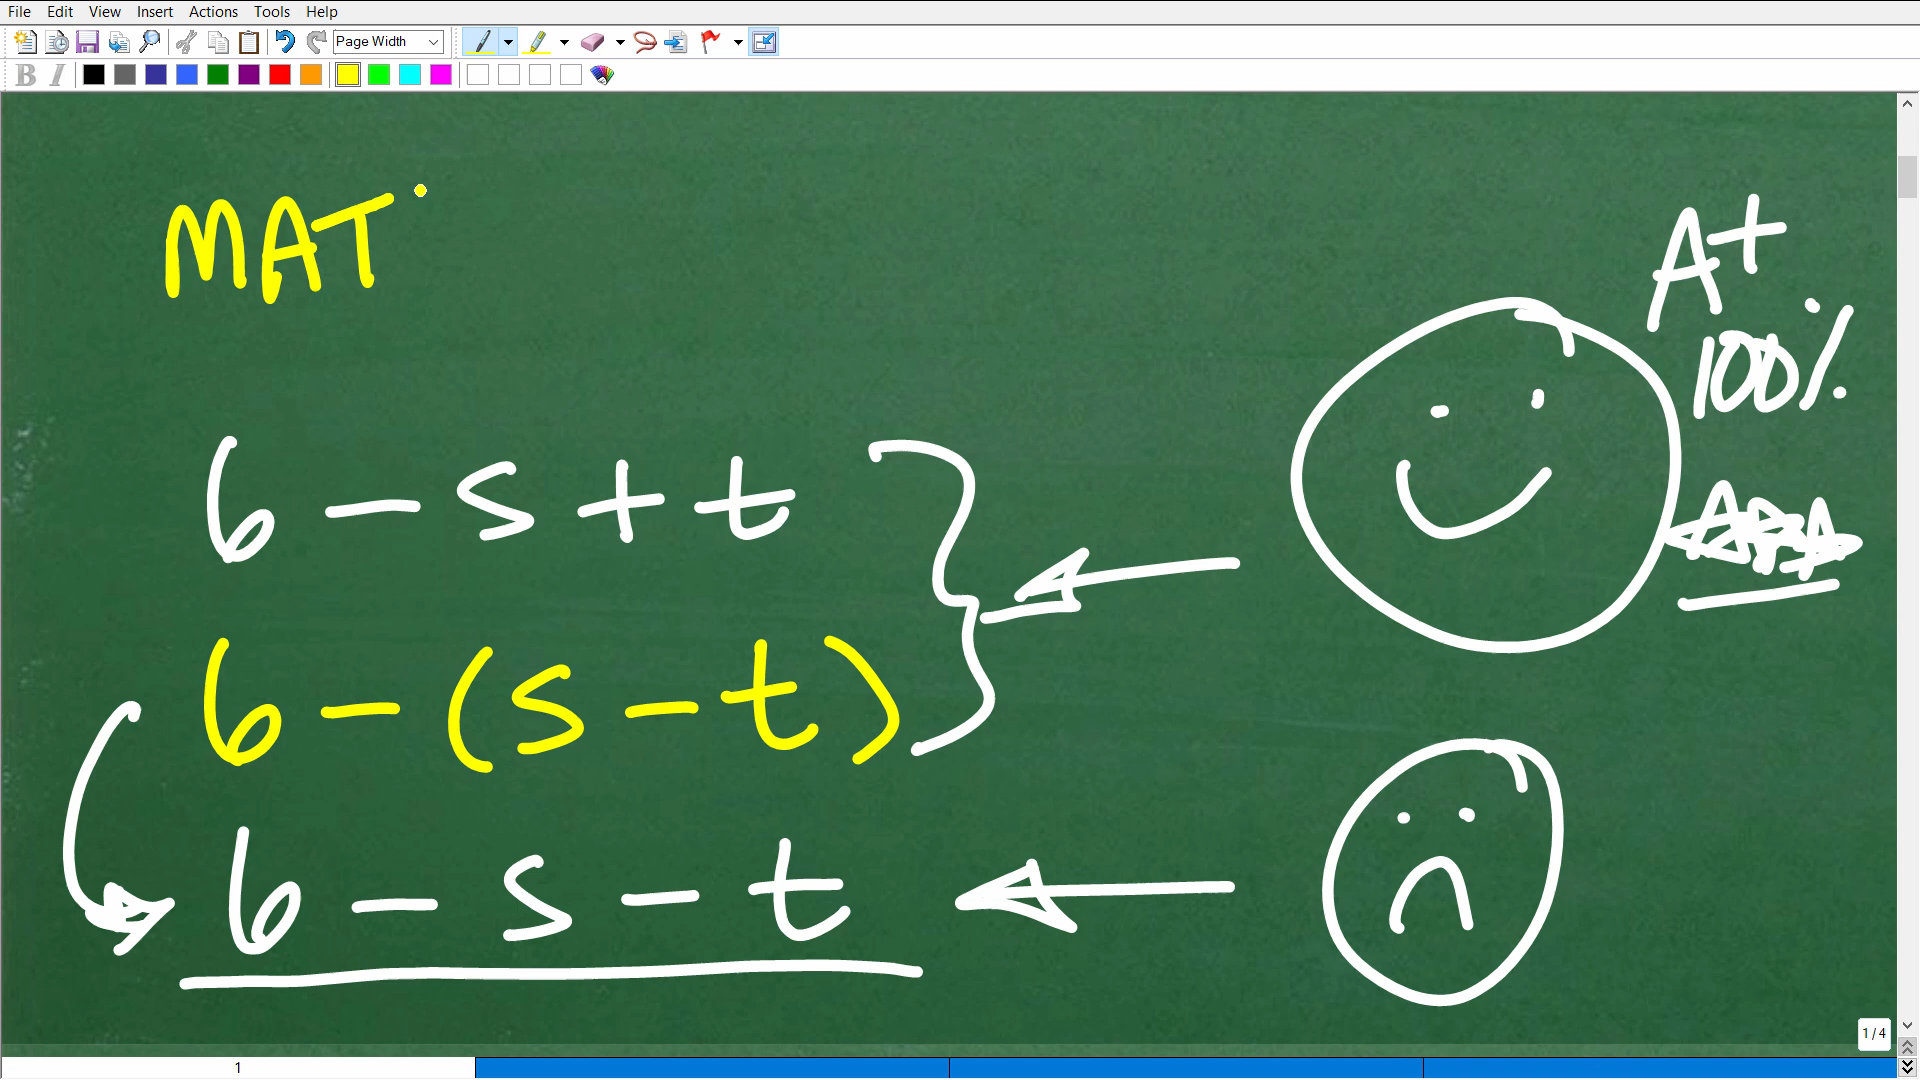 File Edit View Insert Actions Tools Help
Page Width
B I
MAT
A+
100%
6 - s + t
6 - (s - t)
6 - s - t
1 / 4
1